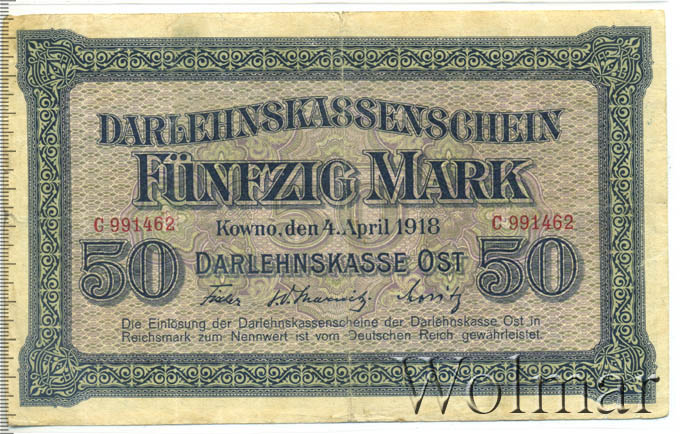 DARLEHNSKASSENSCHEIN
FÜNFZIG MARK
C 991462 C 991462
Kowno, den 4. April 1918
50 DARLEHNSKASSE OST 50
Die Einlösung der Darlehnskassenscheine der Darlehnskasse Ost in
Reichsmark zum Nennwert ist vom Deutschen Reich gewährleistet.
Wolmar